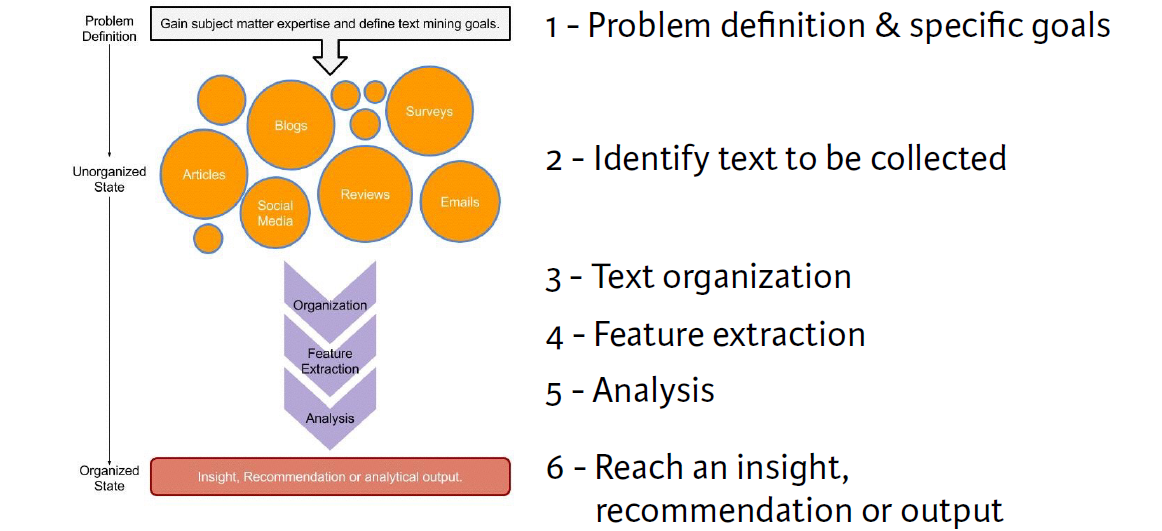 Problem
Definition
Gain subject matter expertise and define text mining goals.
1 - Problem definition & specific goals
Blogs
Surveys
Unorganized
State
Articles
Social
Media
Reviews
Emails
2 - Identify text to be collected
Organization
Feature
Extraction
Analysis
3 - Text organization
4 - Feature extraction
5 - Analysis
Organized
State
Insight, Recommendation or analytical output.
6 - Reach an insight,
recommendation or output